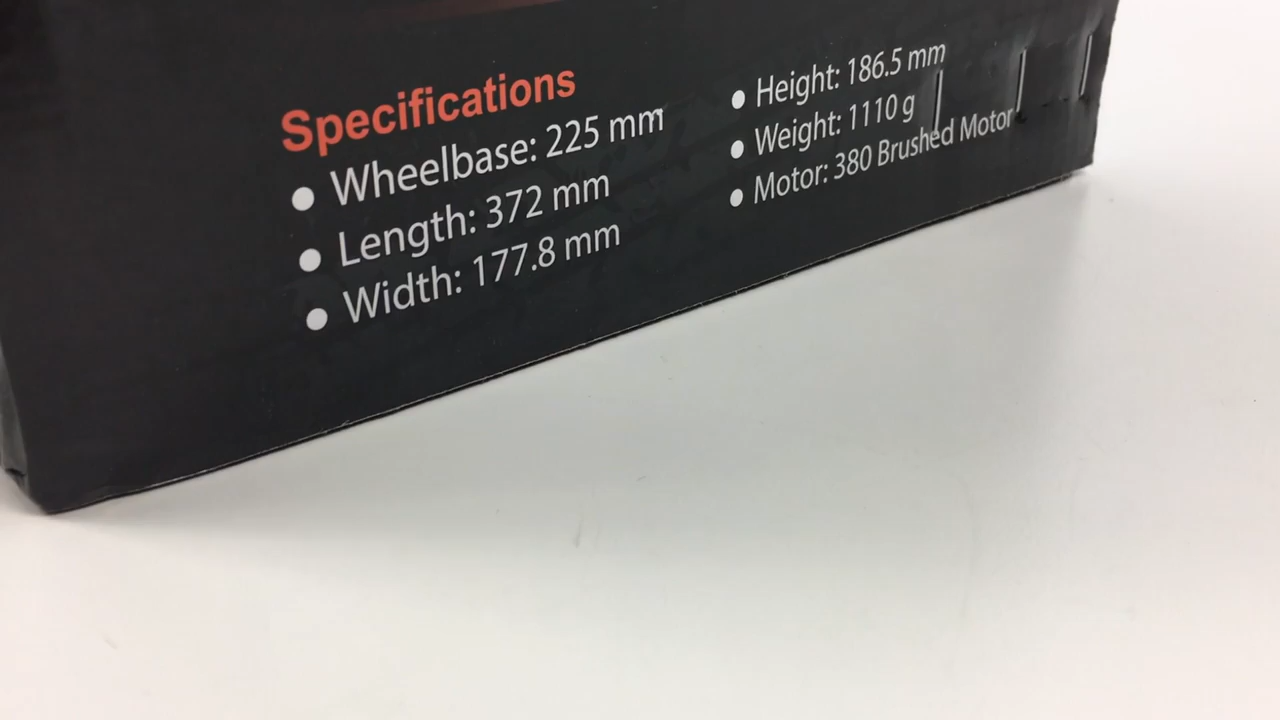 Specifications
● Wheelbase: 225 mm
● Length: 372 mm
● Width: 177.8 mm
● Height: 186.5 mm
● Weight: 1110 g
● Motor: 380 Brushed Motor